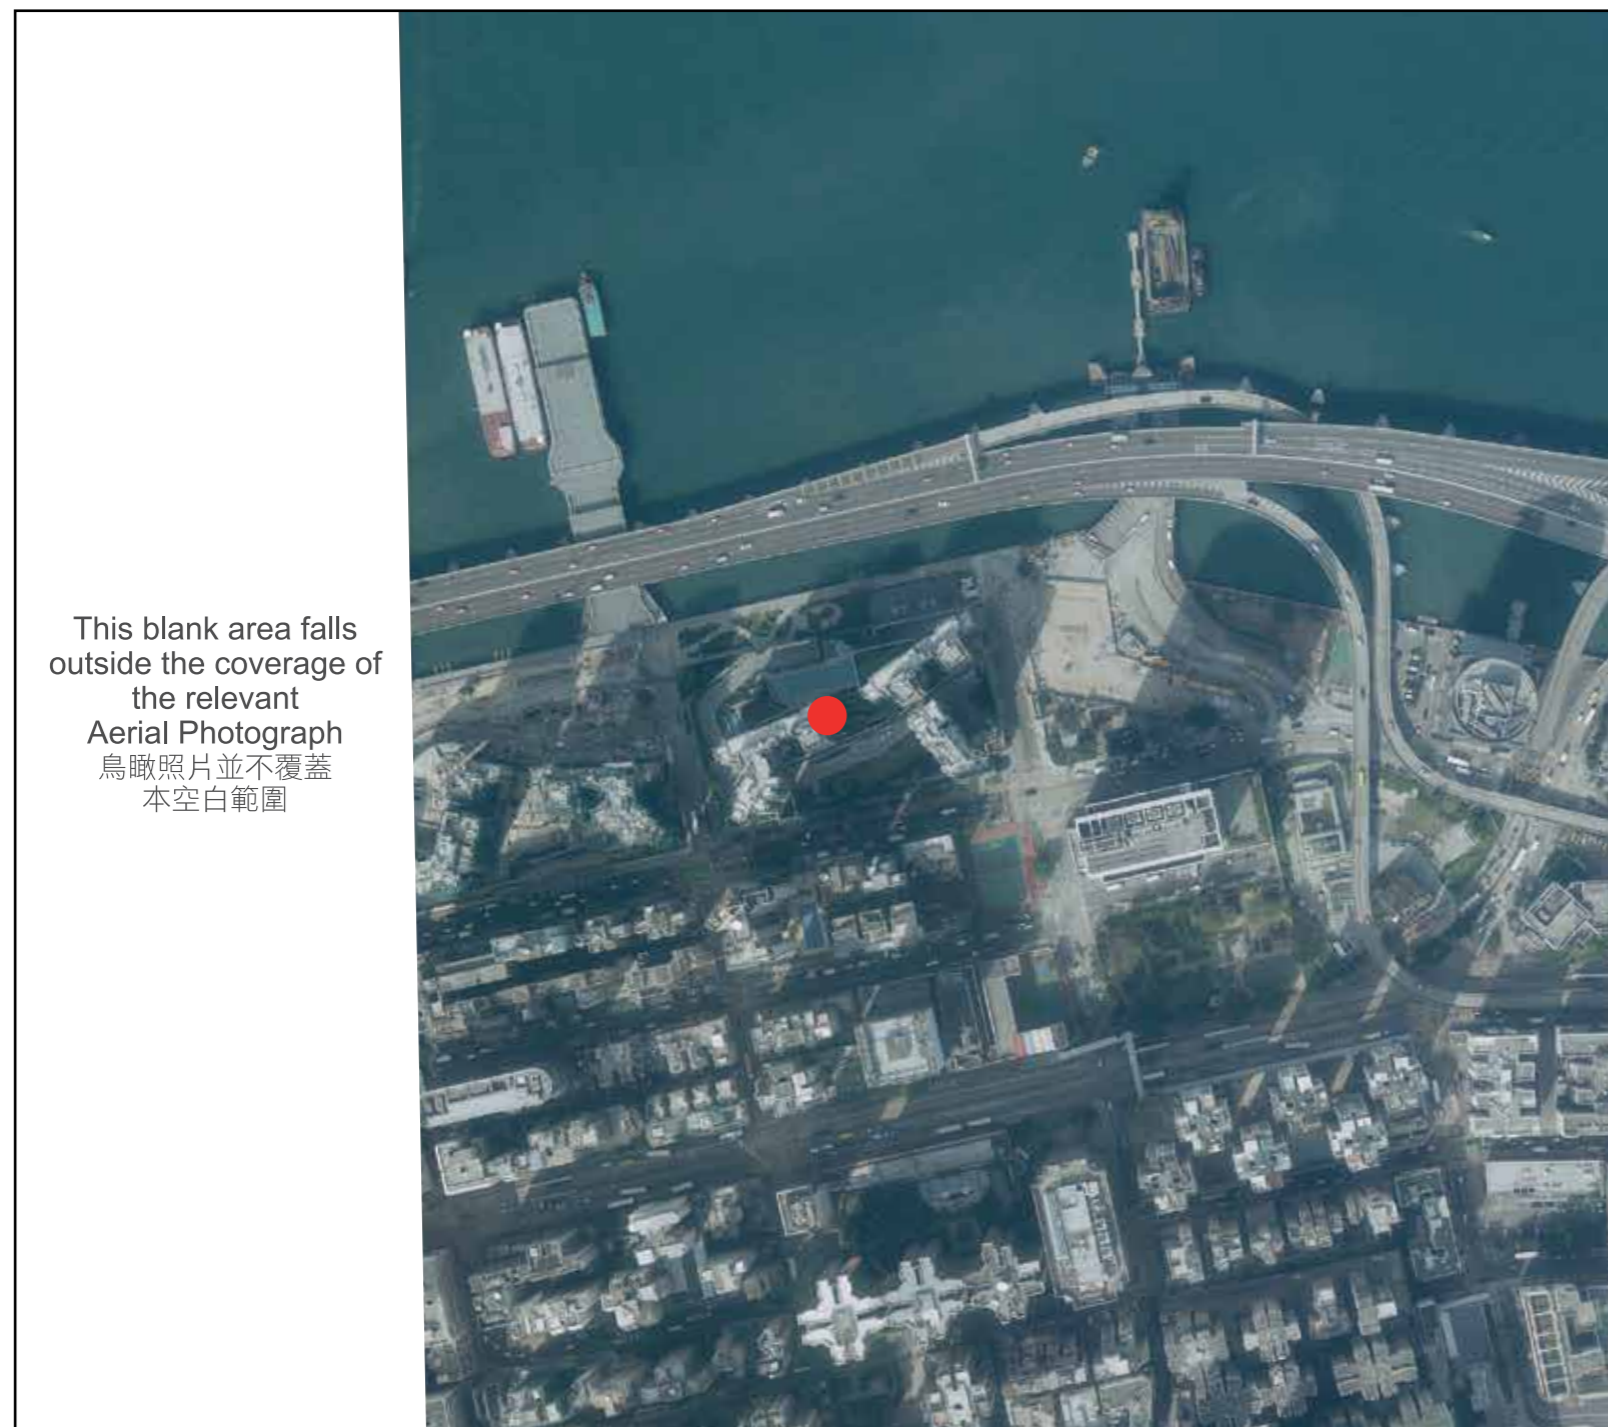 This blank area falls
outside the coverage of
the relevant
Aerial Photograph
鳥瞰照片並不覆蓋
本空白範圍